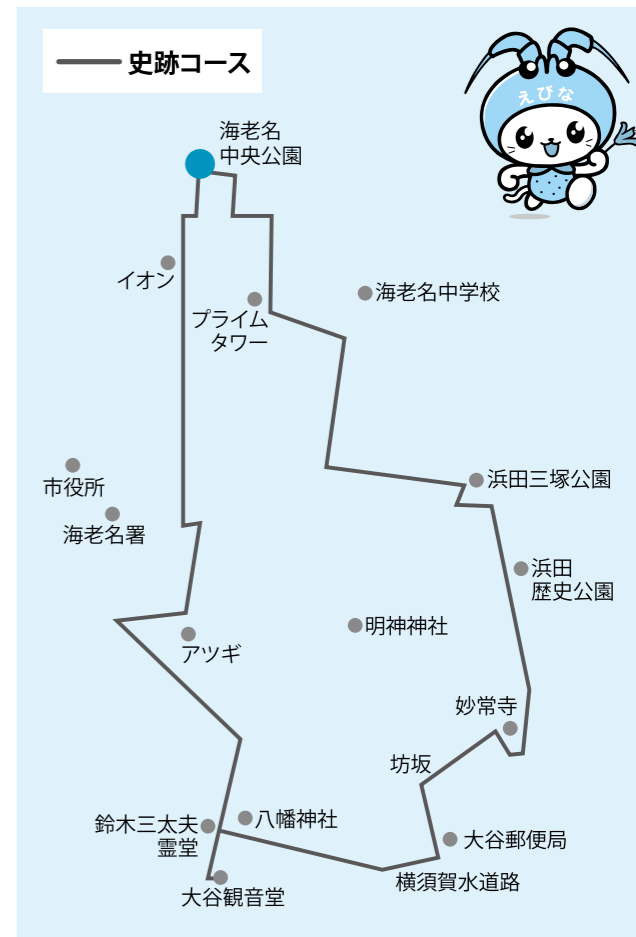 史跡コース
えびな
海老名
中央公園
イオン
プライム
タワー
海老名中学校
市役所
海老名署
浜田三塚公園
浜田
歴史公園
明神神社
アツギ
妙常寺
坊坂
鈴木三太夫
霊堂
八幡神社
大谷郵便局
横須賀水道路
大谷観音堂